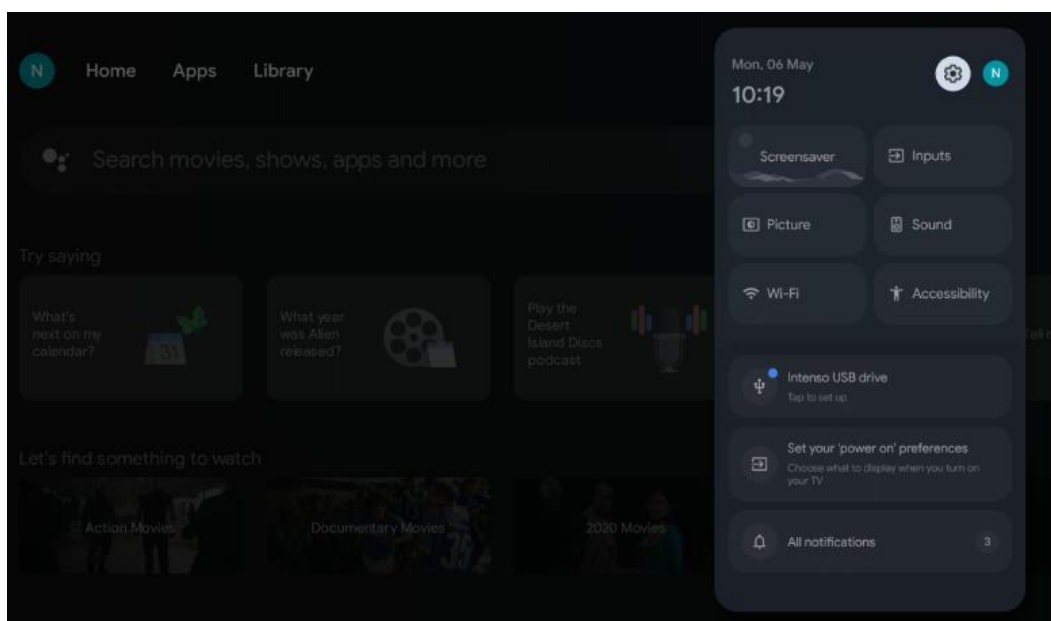 N
Home
Apps
Library
Search movies, shows, apps and more
Try saying
What's
next on my
calendar?
31
What year
was Alien
released?
Play the
Desert
Island Discs
podcast
Tell
Let's find something to watch
Action Movies
Documentary Movies
35
2020 Movies
Mon, 06 May
10:19
N
Screensaver
Inputs
Picture
Sound
Wi-Fi
Accessibility
Intenso USB drive
Tap to set up
Set your 'power on' preferences
Choose what to display when you turn on
your TV
All notifications
3